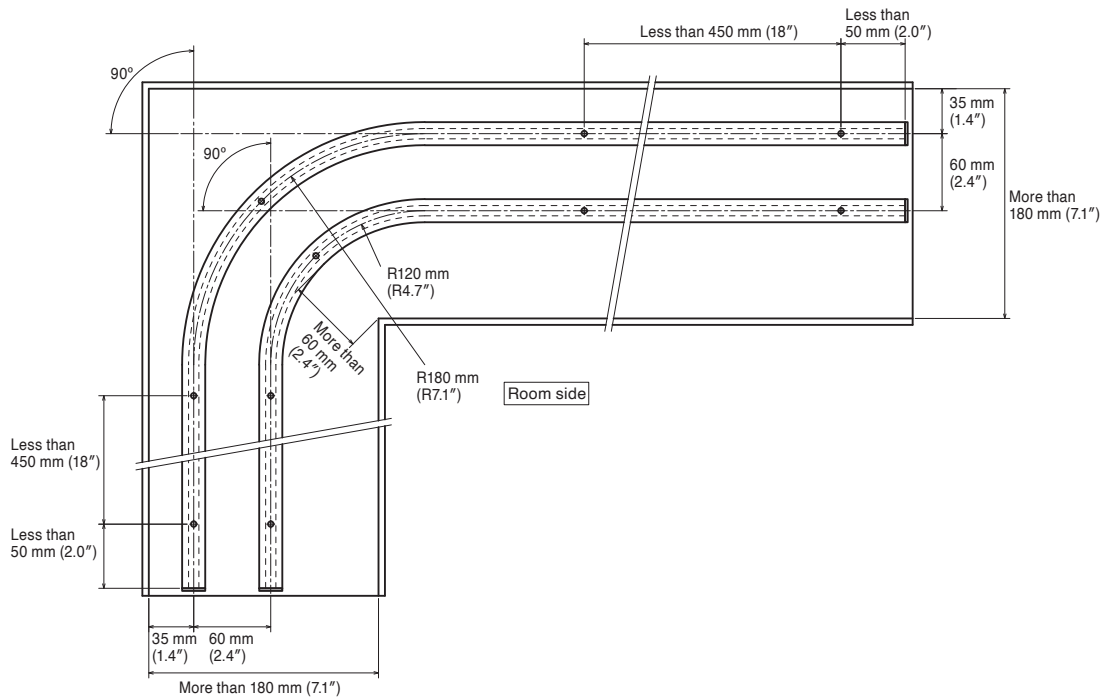 Less than
50 mm (2.0″)
Less than 450 mm (18″)
90°
35 mm
(1.4″)
90°
60 mm
(2.4″)
More than
180 mm (7.1″)
R120 mm
(R4.7″)
More than
60 mm
(2.4″)
R180 mm
(R7.1″)
Room side
Less than
450 mm (18″)
Less than
50 mm (2.0″)
35 mm
(1.4″)
60 mm
(2.4″)
More than 180 mm (7.1″)